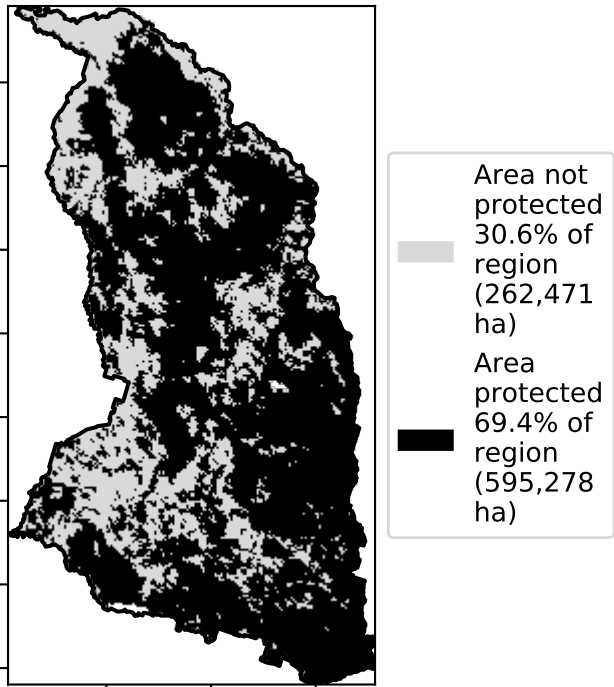 Area not
protected
30.6% of
region
(262,471
ha)
Area
protected
69.4% of
region
(595,278
ha)